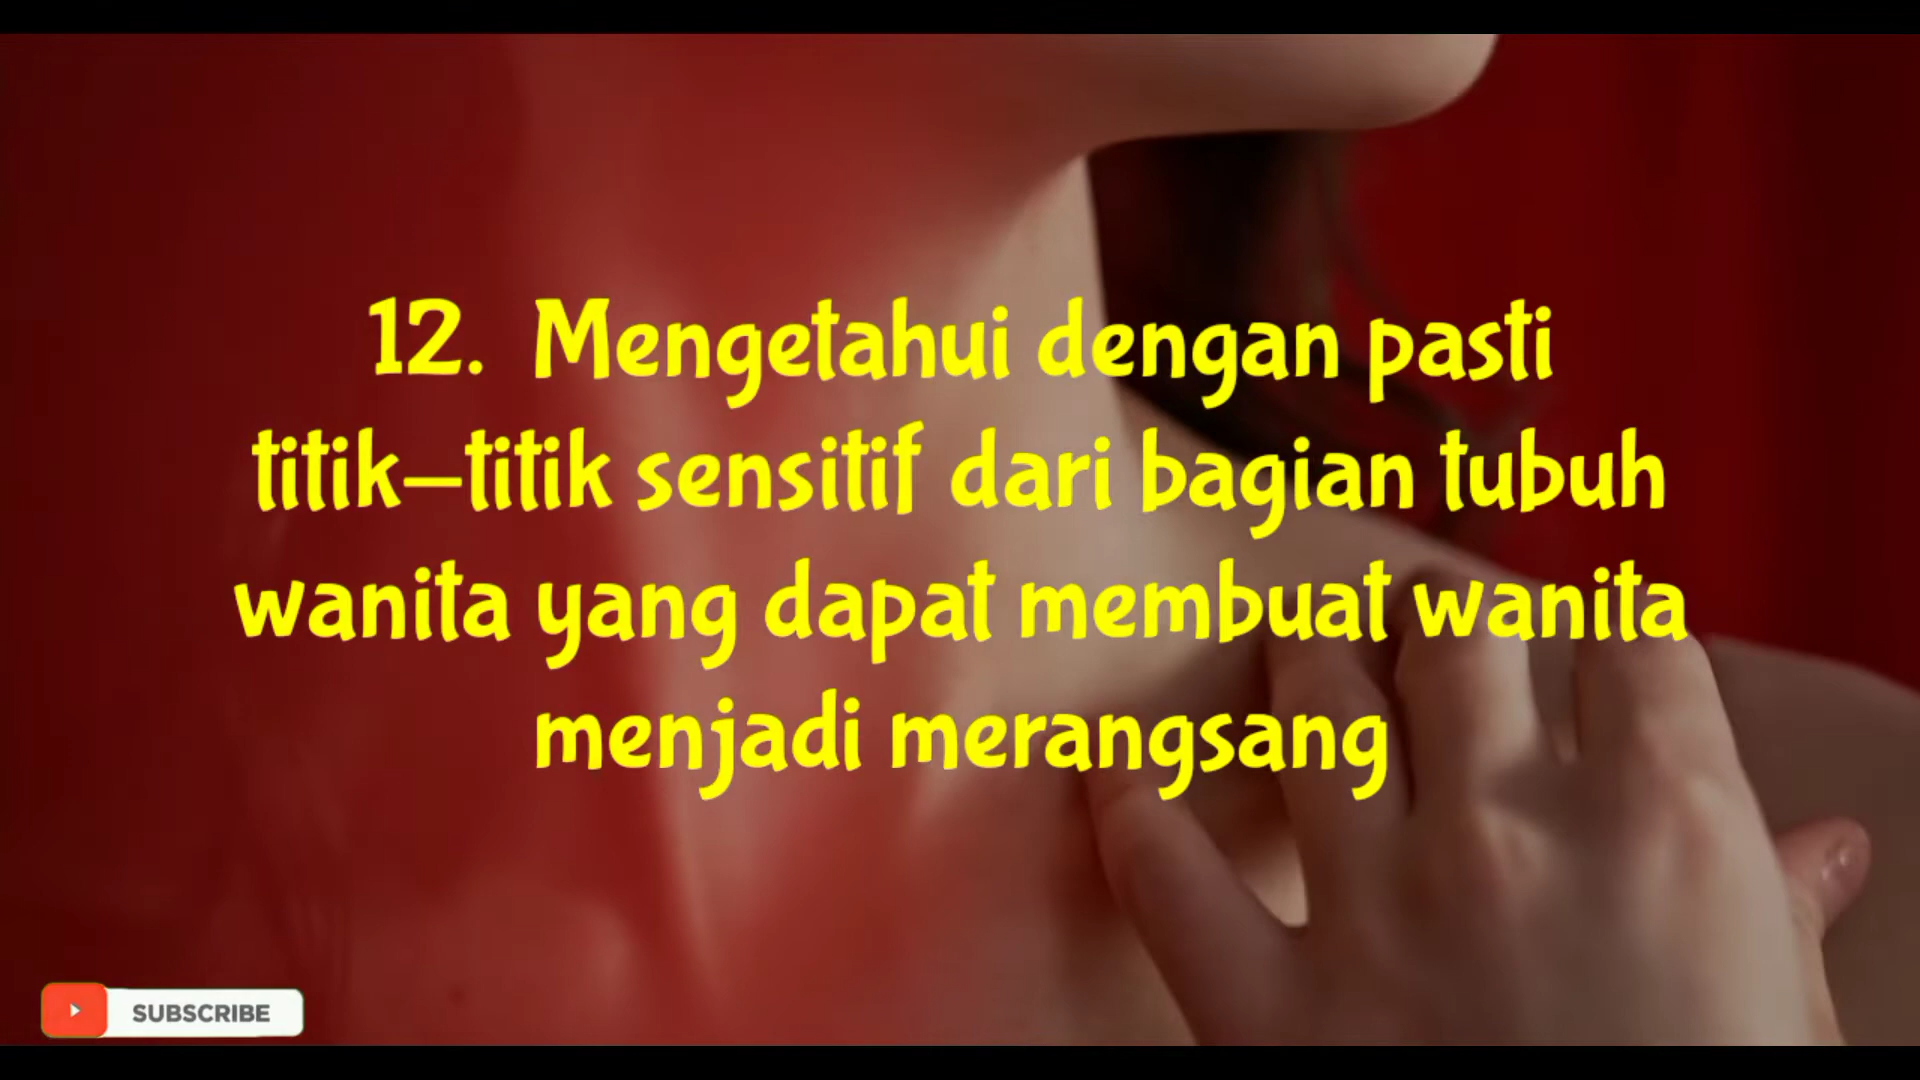 12. Mengetahui dengan pasti
titik-titik sensitif dari bagian tubuh
wanita yang dapat membuat wanita
menjadi merangsang
SUBSCRIBE